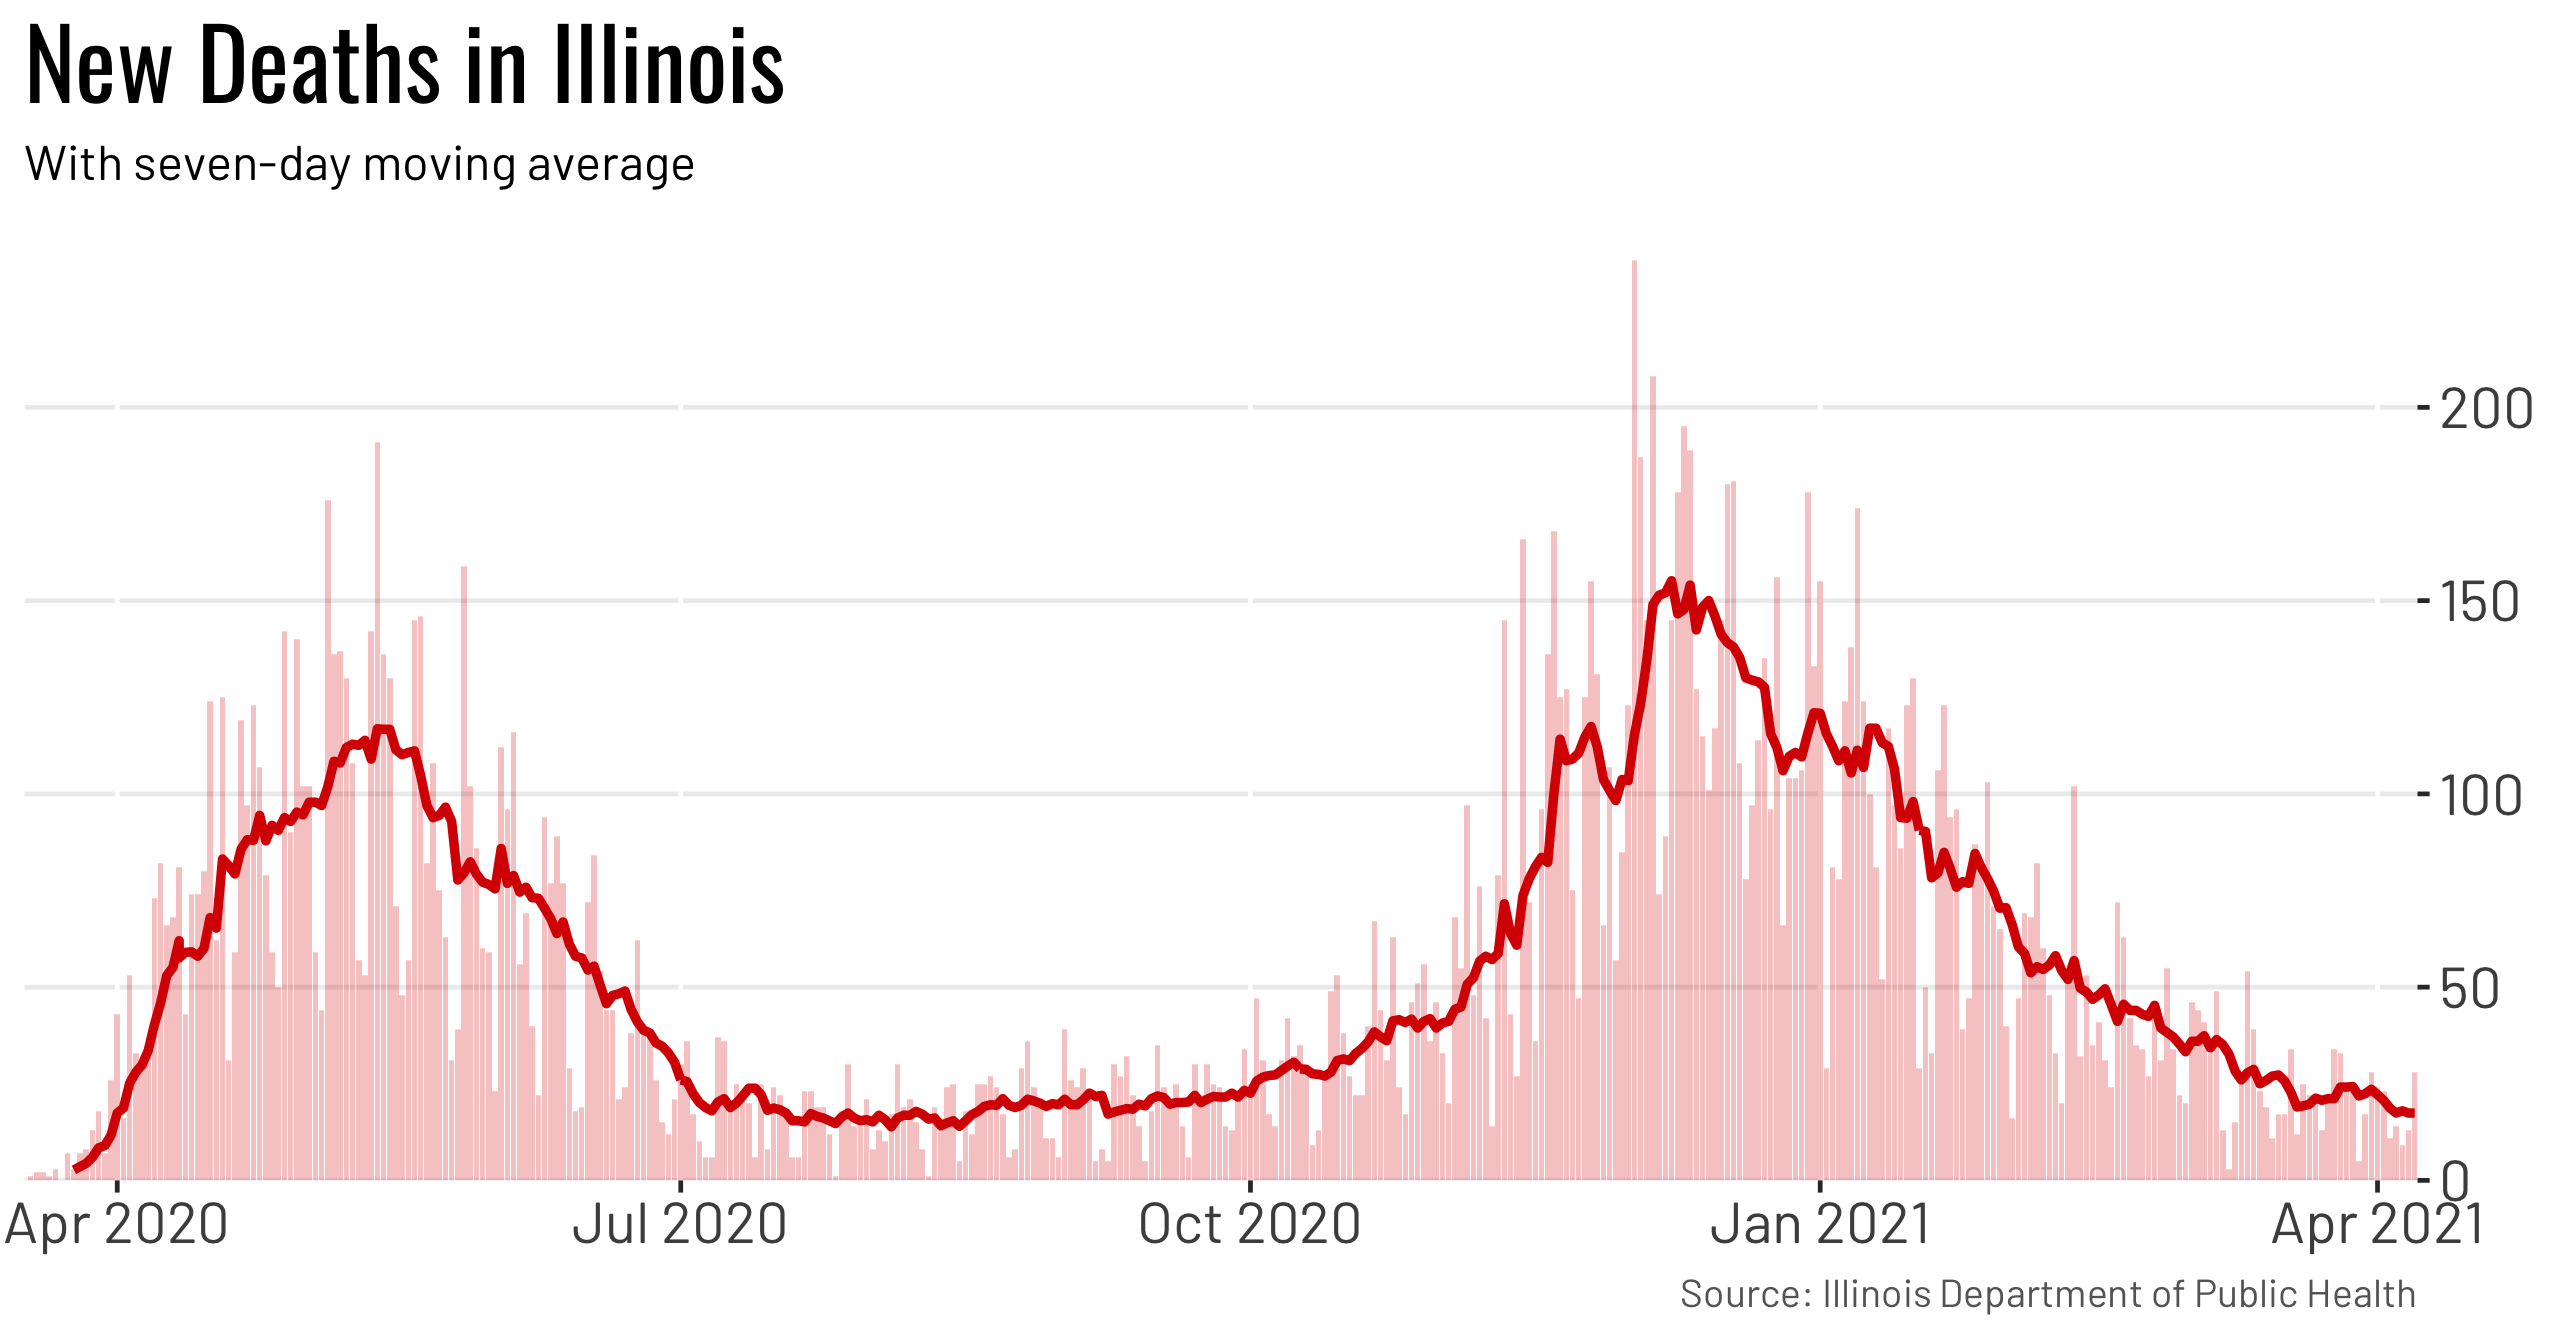 New Deaths in Illinois
With seven-day moving average
200
150
100
50
0
Apr 2020 Jul 2020 Oct 2020 Jan 2021 Apr 2021
Source: Illinois Department of Public Health